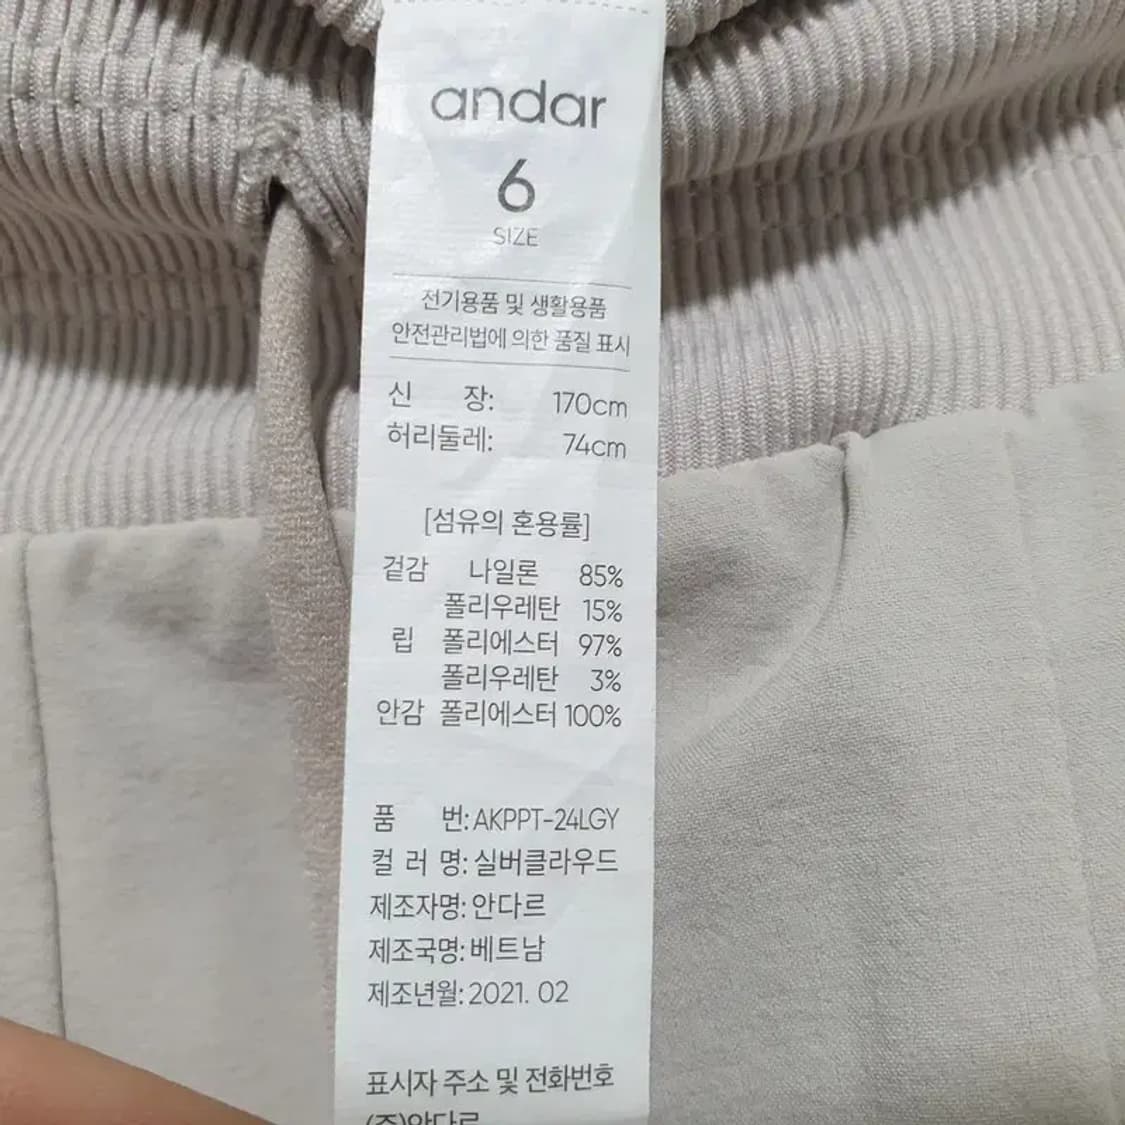 andar
6
SIZE
전기용품 및 생활용품
안전관리법에 의한 품질 표시
신 장: 170cm
허리둘레: 74cm
[섬유의 혼용률]
겉감 나일론 85%
폴리우레탄 15%
립 폴리에스터 97%
폴리우레탄 3%
안감 폴리에스터 100%
품 번: AKPPT-24LGY
컬 러 명: 실버클라우드
제조자명: 안다르
제조국명: 베트남
제조년월: 2021. 02
표시자 주소 및 전화번호
(주)안다르